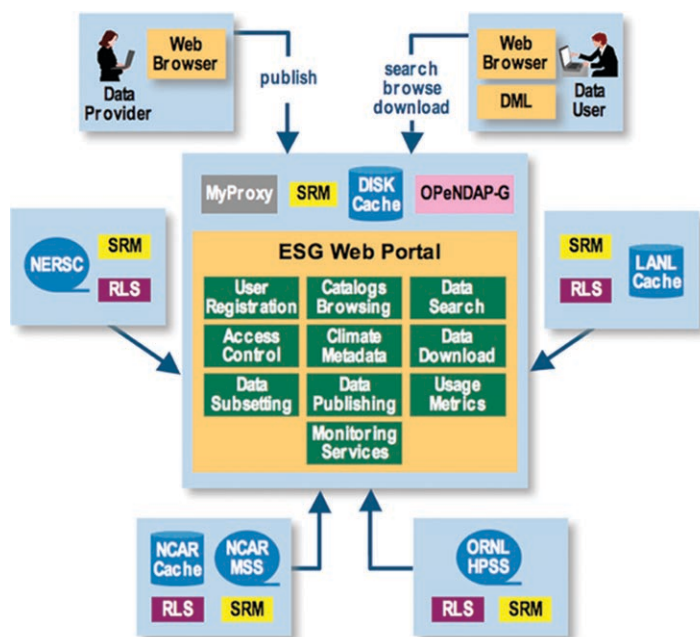 Web
Browser
Data
Provider
publish
search
browse
download
Web
Browser
DML
Data
User
MyProxy
SRM
DISK
Cache
OPeNDAP-G
NERSC
SRM
RLS
ESG Web Portal
User
Registration
Catalogs
Browsing
Data
Search
Access
Control
Climate
Metadata
Data
Download
Data
Subsetting
Data
Publishing
Usage
Metrics
Monitoring
Services
SRM
RLS
LANL
Cache
NCAR
Cache
NCAR
MSS
RLS
SRM
ORNL
HPSS
RLS
SRM